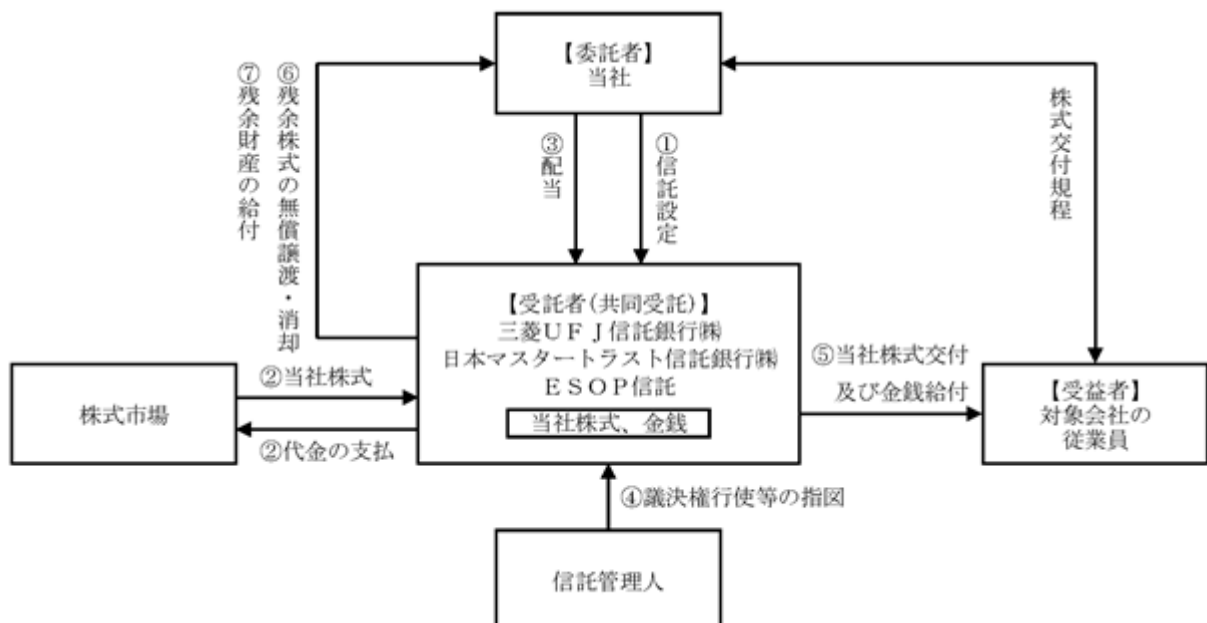 【委託者】
当社
⑦残余財産の給付
⑥残余株式の無償譲渡・消却
③配当
①信託設定
株式交付規程
【受託者(共同受託)】
三菱UFJ信託銀行㈱
日本マスタートラスト信託銀行㈱
ESOP信託
当社株式、金銭
②当社株式
②代金の支払
株式市場
⑤当社株式交付
及び金銭給付
【受益者】
対象会社の
従業員
④議決権行使等の指図
信託管理人